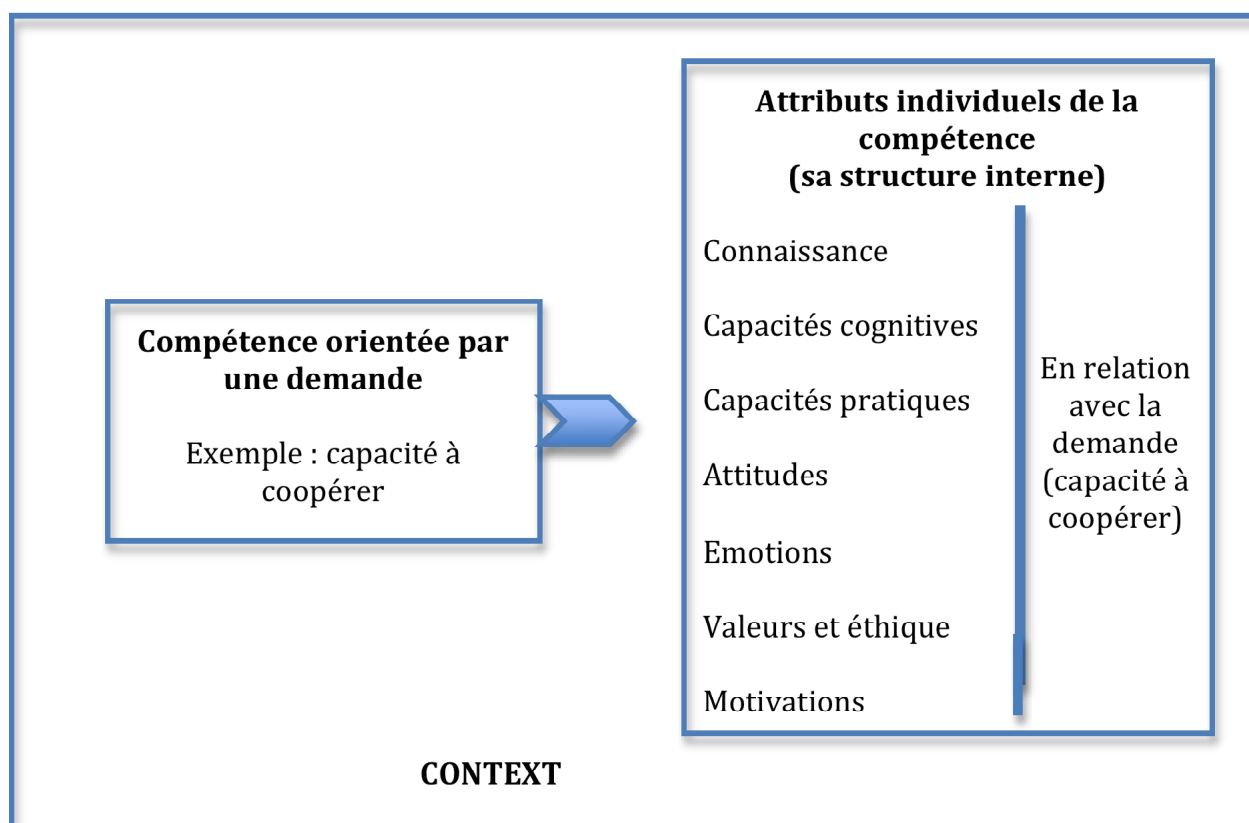 Compétence orientée par
une demande
Exemple : capacité à
coopérer
Attributs individuels de la
compétence
(sa structure interne)
Connaissance
Capacités cognitives
Capacités pratiques
Attitudes
Emotions
Valeurs et éthique
Motivations
En relation
avec la
demande
(capacité à
coopérer)
CONTEXT